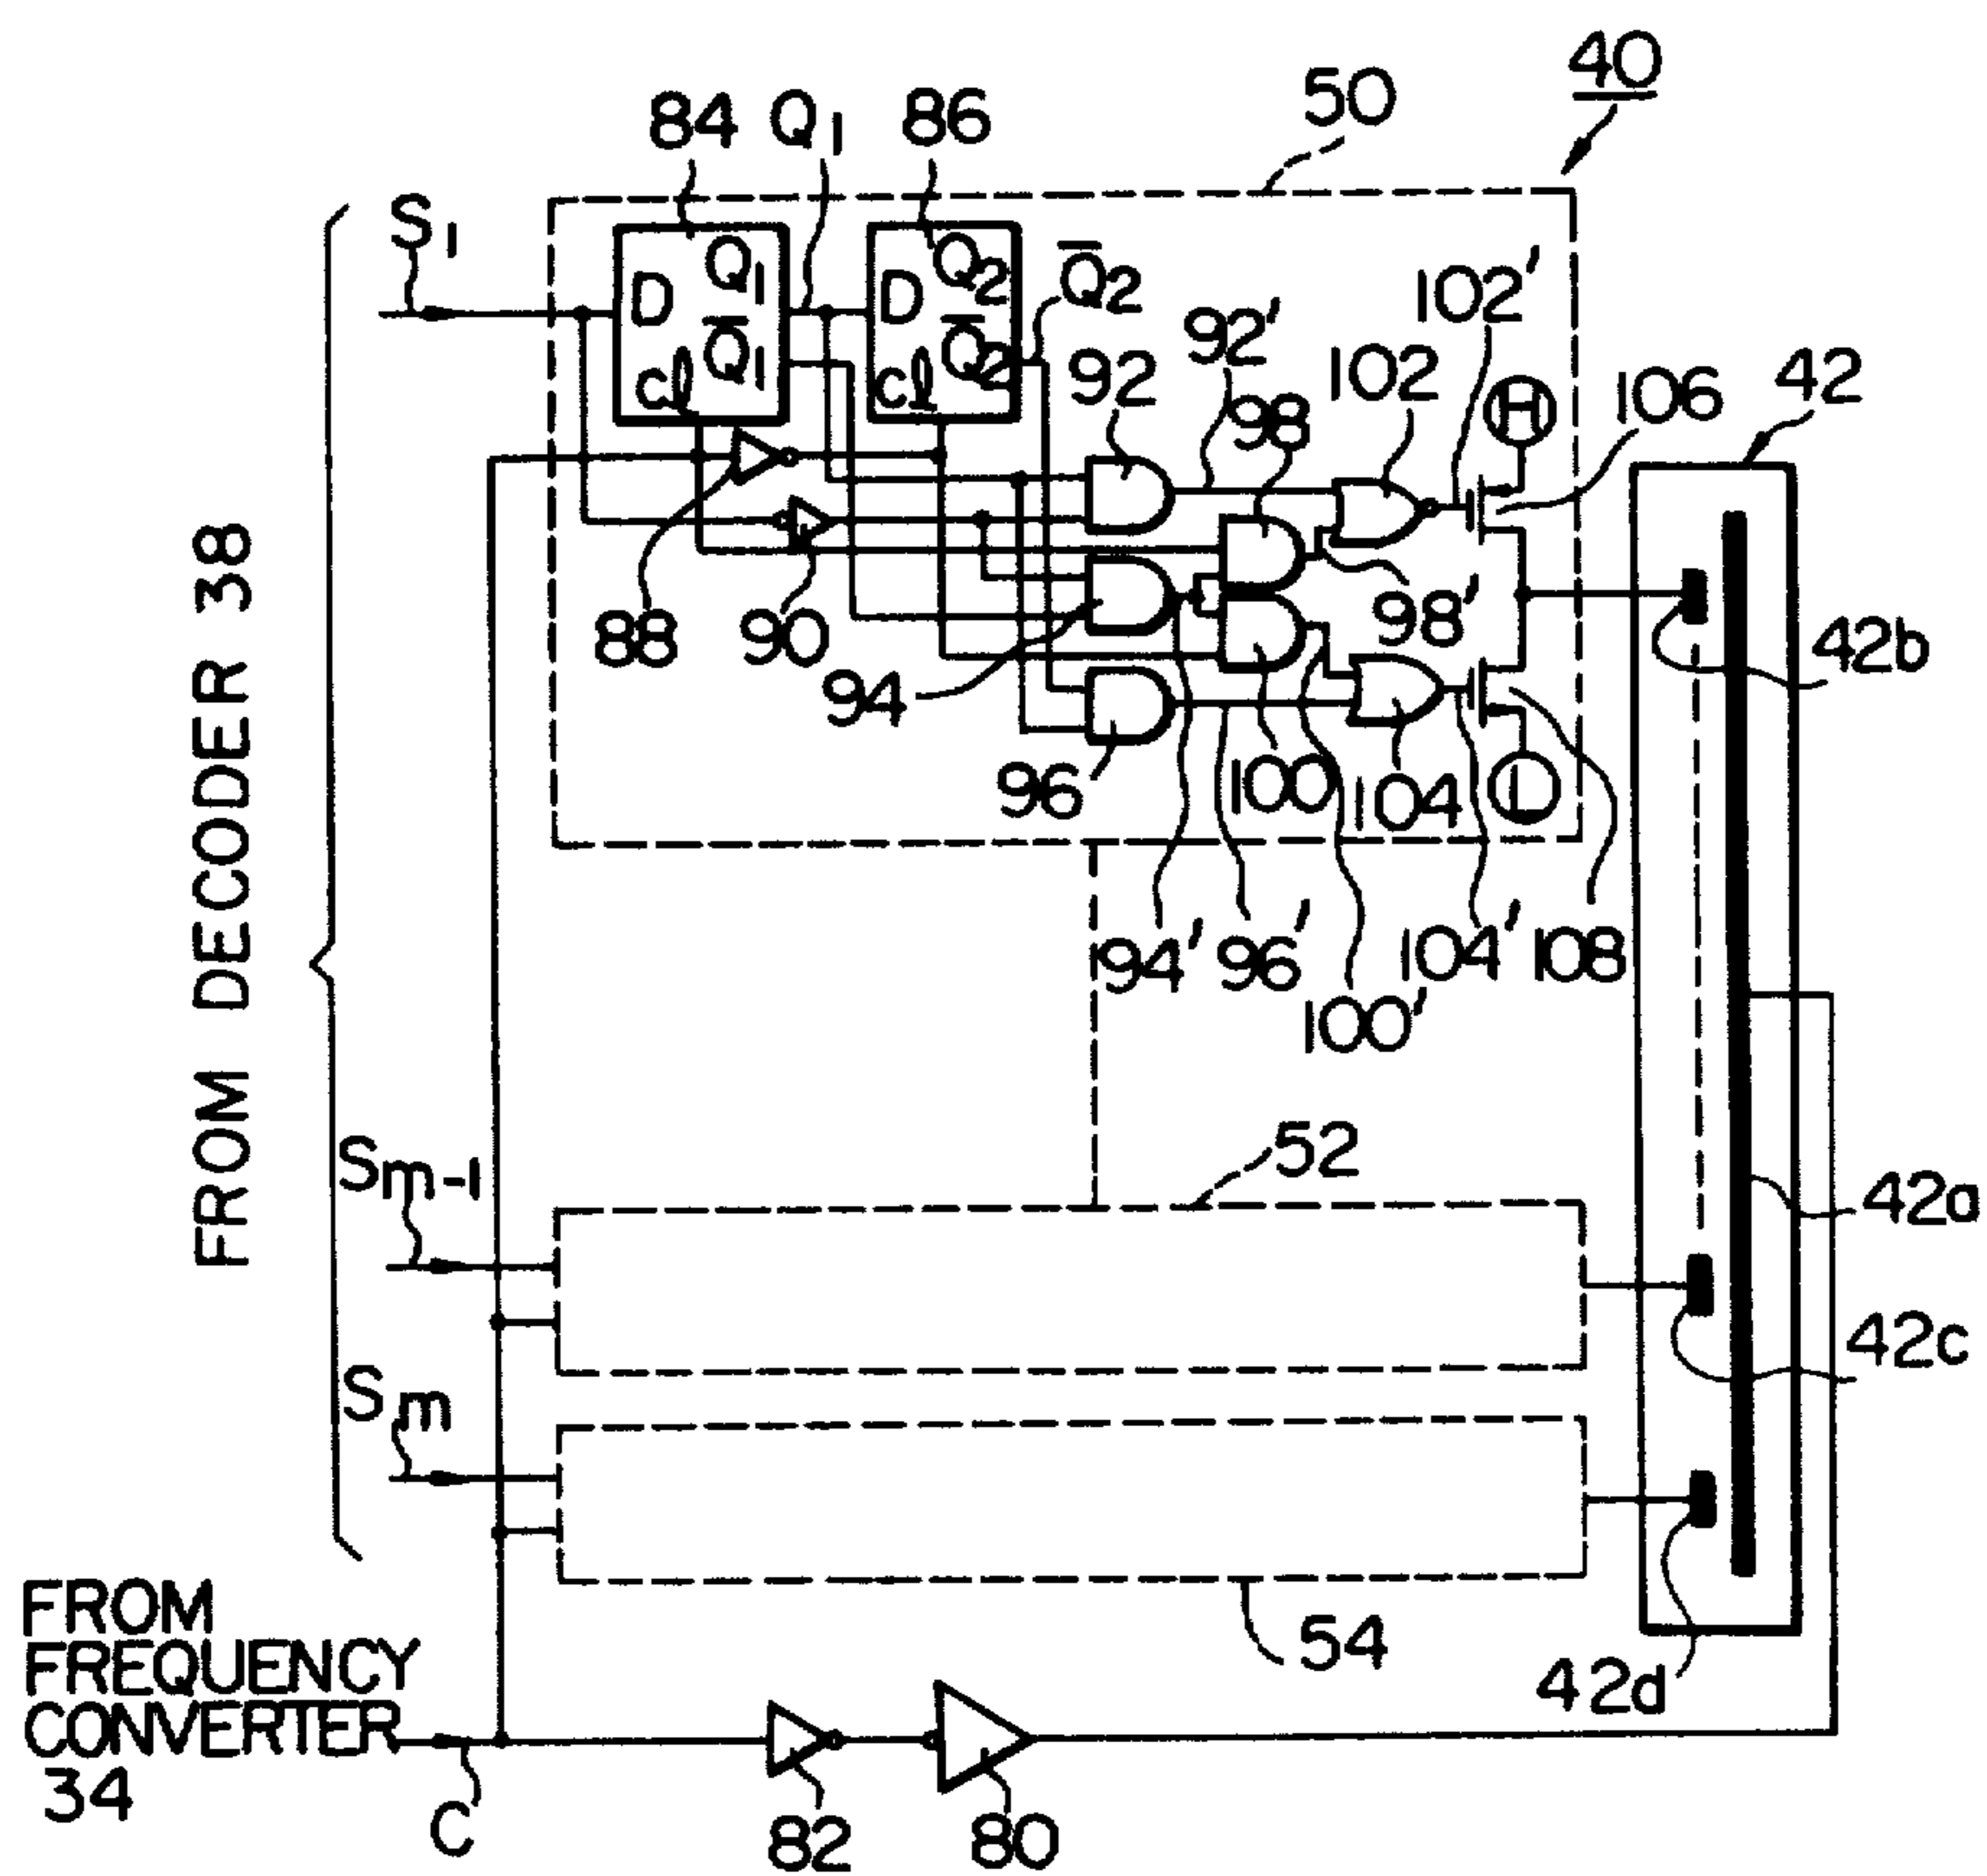 40
50
84 Q1 86
S1
D Q1 Q̅1 Cl
D Q2 Q̅2 Cl
Q̅2
92 92' 98 102 102' 106 42
H
88 90 94 98' 42b
96 100 104 L
94' 96' 100' 104' 108
FROM DECODER 38
52
Sm-1
42a
42c
Sm
54
42d
FROM
FREQUENCY
CONVERTER
34
C
82 80